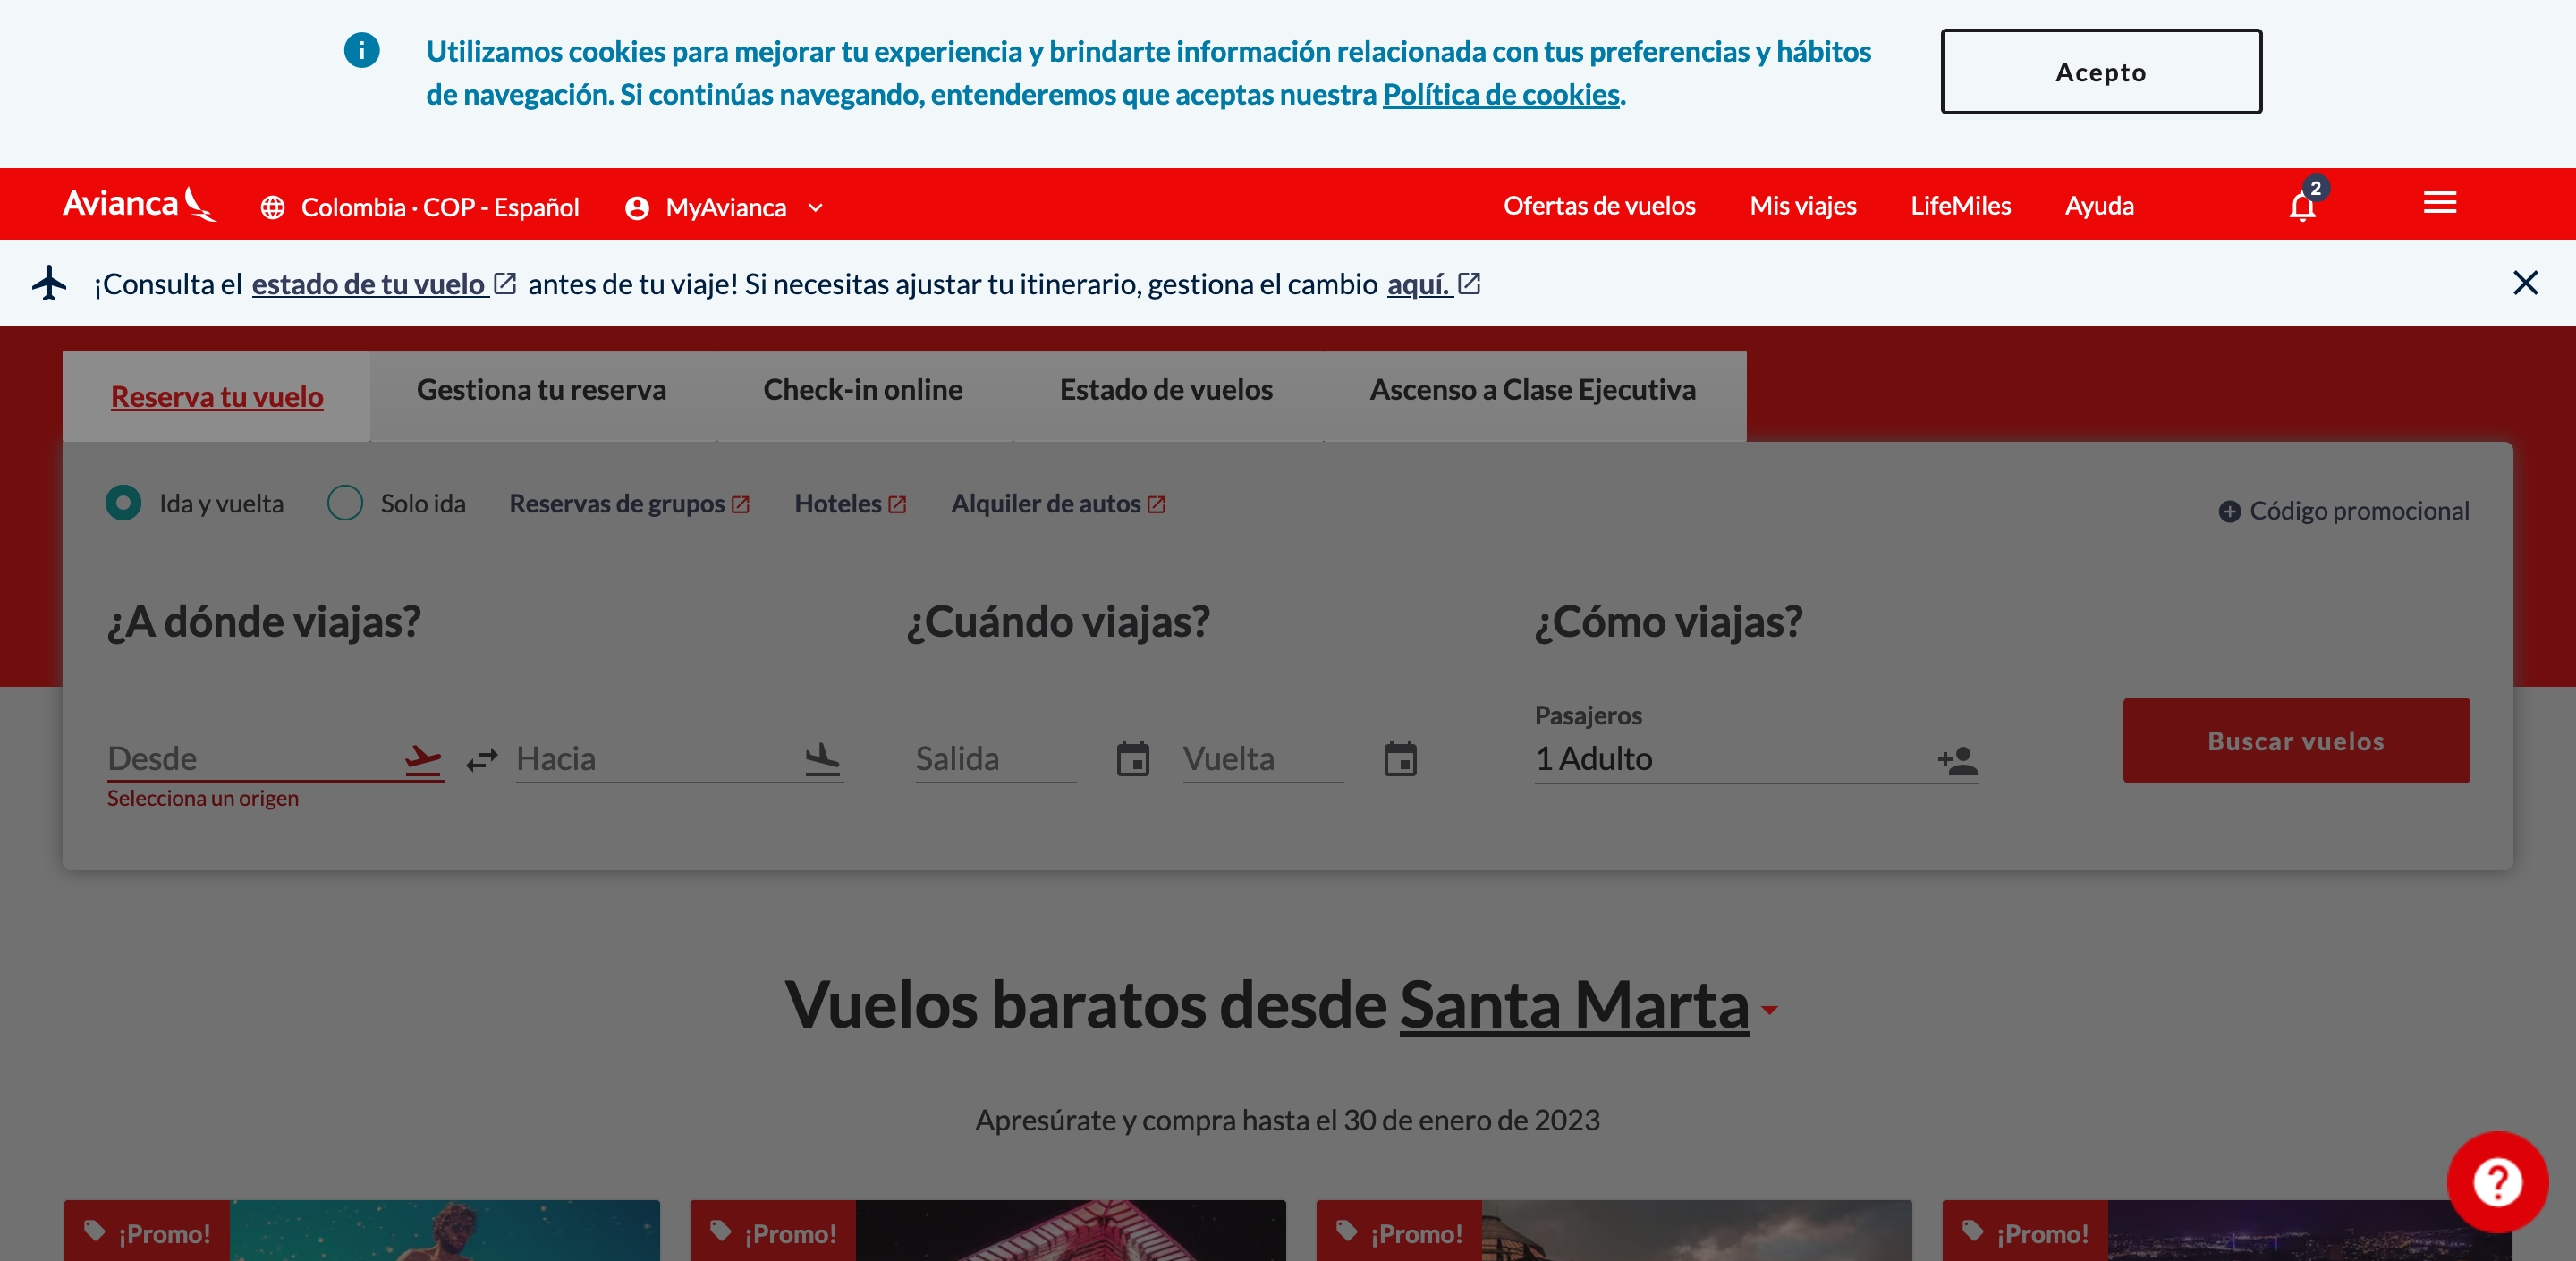 Utilizamos cookies para mejorar tu experiencia y brindarte información relacionada con tus preferencias y hábitos
de navegación. Si continúas navegando, entenderemos que aceptas nuestra Política de cookies.
Acepto
Avianca
Colombia · COP - Español
MyAvianca
Ofertas de vuelos
Mis viajes
LifeMiles
Ayuda
2
¡Consulta el estado de tu vuelo antes de tu viaje! Si necesitas ajustar tu itinerario, gestiona el cambio aquí.
Reserva tu vuelo
Gestiona tu reserva
Check-in online
Estado de vuelos
Ascenso a Clase Ejecutiva
Ida y vuelta
Solo ida
Reservas de grupos
Hoteles
Alquiler de autos
Código promocional
¿A dónde viajas?
¿Cuándo viajas?
¿Cómo viajas?
Desde
Selecciona un origen
Hacia
Salida
Vuelta
Pasajeros
1 Adulto
Buscar vuelos
Vuelos baratos desde Santa Marta
Apresúrate y compra hasta el 30 de enero de 2023
¡Promo!
¡Promo!
¡Promo!
¡Promo!